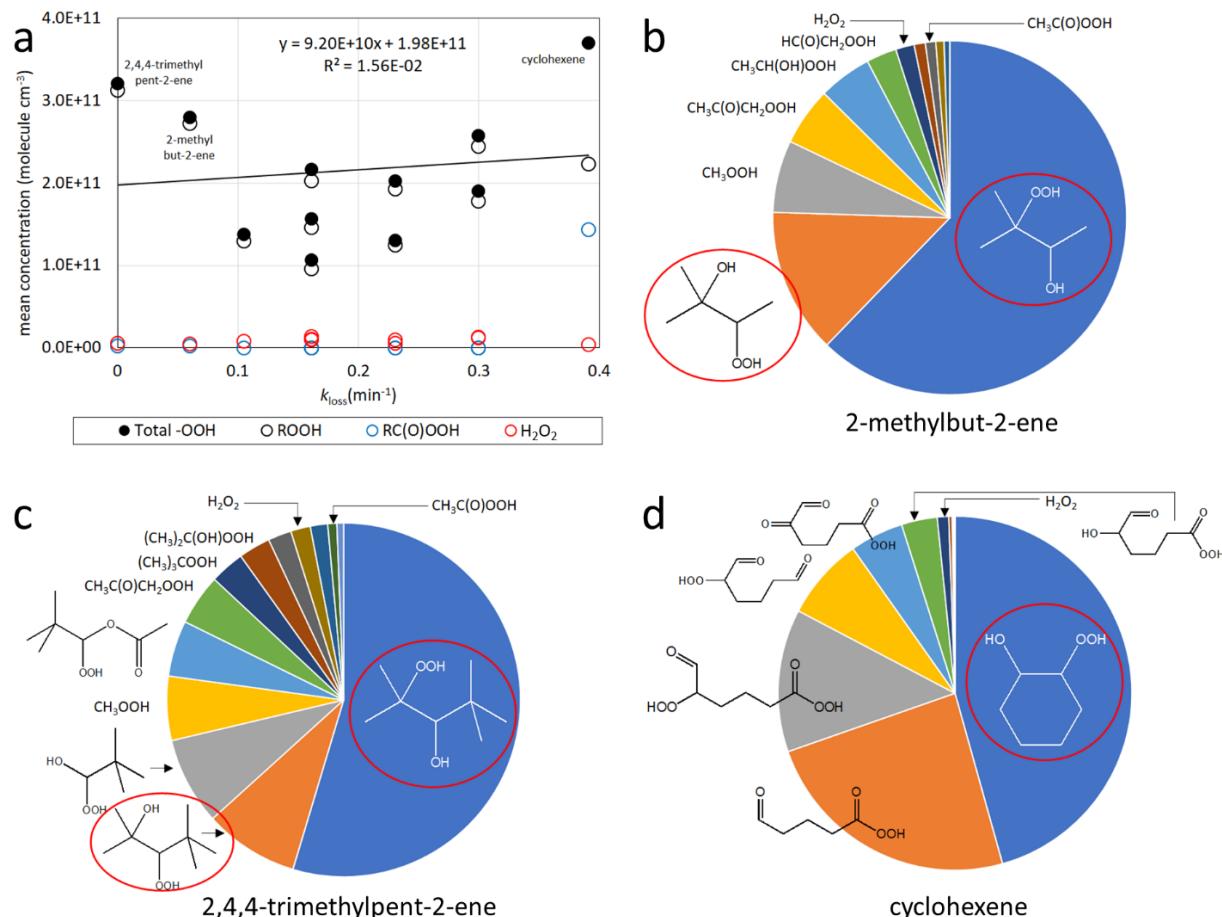 a
4.0E+11
3.0E+11
2.0E+11
1.0E+11
0.0E+00
mean concentration (molecule cm⁻³)
y = 9.20E+10x + 1.98E+11
R² = 1.56E-02
2,4,4-trimethyl
pent-2-ene
2-methyl
but-2-ene
cyclohexene
0
0.1
0.2
0.3
0.4
k_loss(min⁻¹)
Total -OOH
ROOH
RC(O)OOH
H₂O₂
b
H₂O₂
CH₃C(O)OOH
HC(O)CH₂OOH
CH₃CH(OH)OOH
CH₃C(O)CH₂OOH
CH₃OOH
OOH
OH
OH
OOH
2-methylbut-2-ene
c
H₂O₂
CH₃C(O)OOH
(CH₃)₂C(OH)OOH
(CH₃)₃COOH
CH₃C(O)CH₂OOH
O
OOH
O
CH₃OOH
HO
OOH
OH
OOH
OOH
OH
2,4,4-trimethylpent-2-ene
d
H₂O₂
O
O
O
OOH
O
HO
O
OOH
O
HOO
O
O
HOO
O
OOH
O
O
OOH
HO
OOH
cyclohexene